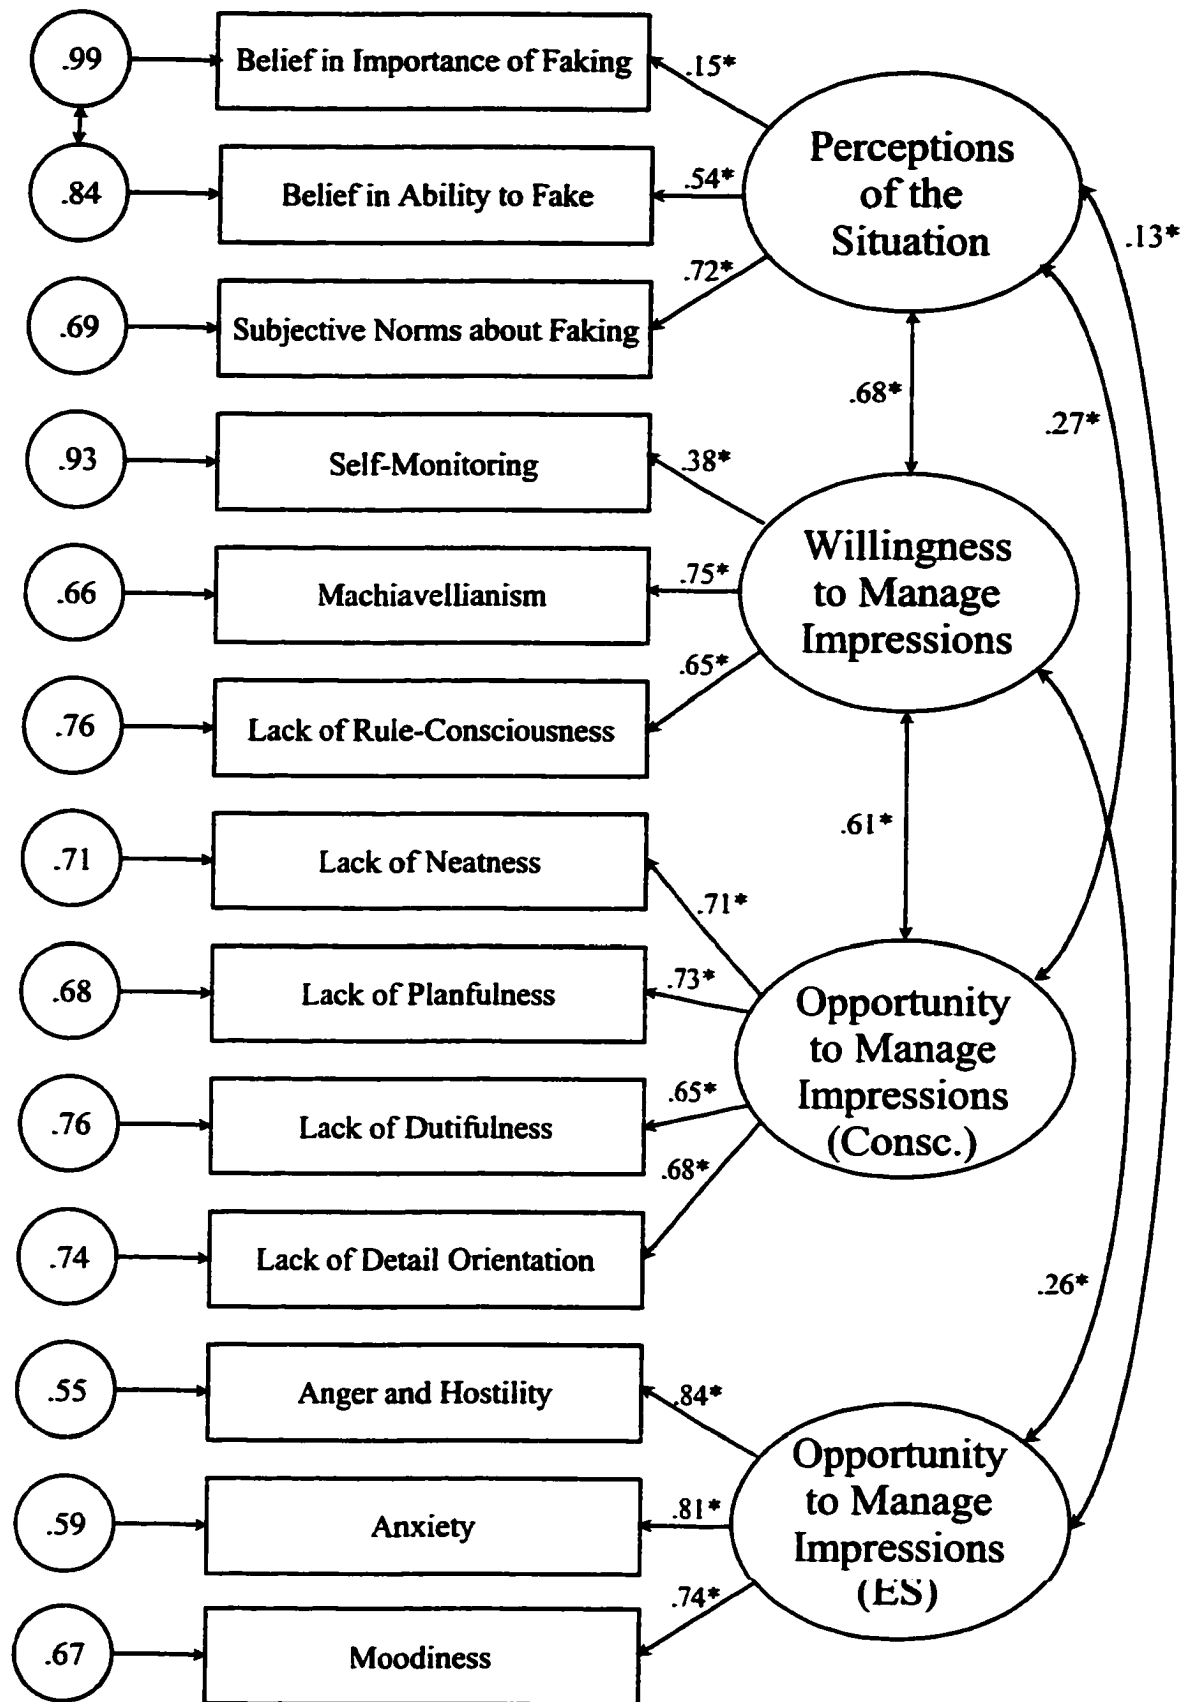 .99
Belief in Importance of Faking
.15*
Perceptions
of the
Situation
.84
Belief in Ability to Fake
.54*
.13*
.69
Subjective Norms about Faking
.72*
.68*
.27*
.93
Self-Monitoring
.38*
Willingness
to Manage
Impressions
.66
Machiavellianism
.75*
.76
Lack of Rule-Consciousness
.65*
.61*
.71
Lack of Neatness
.71*
.68
Lack of Planfulness
.73*
Opportunity
to Manage
Impressions
(Consc.)
.76
Lack of Dutifulness
.65*
.74
Lack of Detail Orientation
.68*
.26*
.55
Anger and Hostility
.84*
Opportunity
to Manage
Impressions
(ES)
.59
Anxiety
.81*
.67
Moodiness
.74*